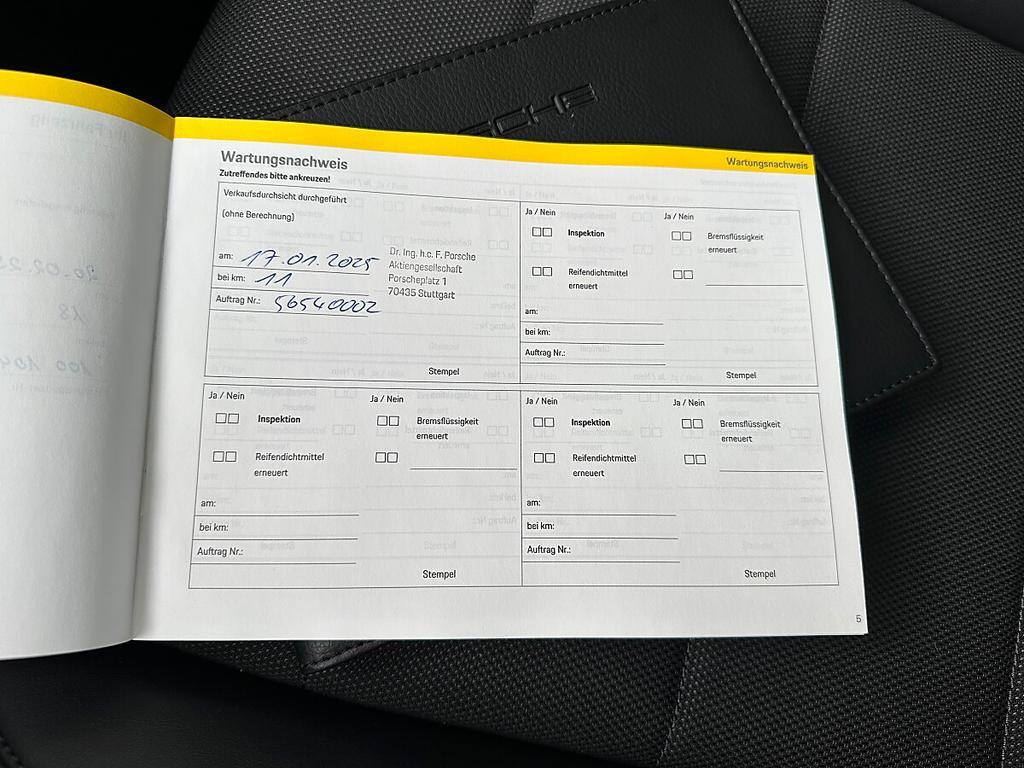 SCHE
Wartungsnachweis
Wartungsnachweis
Zutreffendes bitte ankreuzen!
Verkaufsdurchsicht durchgeführt
(ohne Berechnung)
am: 17.01.2025
bei km: 11
Auftrag Nr.: 56540002
Dr. Ing. h.c. F. Porsche
Aktiengesellschaft
Porscheplatz 1
70435 Stuttgart
Stempel
Ja / Nein Ja / Nein
Inspektion Bremsflüssigkeit
erneuert
Reifendichtmittel
erneuert
am:
bei km:
Auftrag Nr.:
Stempel
Ja / Nein Ja / Nein
Inspektion Bremsflüssigkeit
erneuert
Reifendichtmittel
erneuert
am:
bei km:
Auftrag Nr.:
Stempel
Ja / Nein Ja / Nein
Inspektion Bremsflüssigkeit
erneuert
Reifendichtmittel
erneuert
am:
bei km:
Auftrag Nr.:
Stempel
5